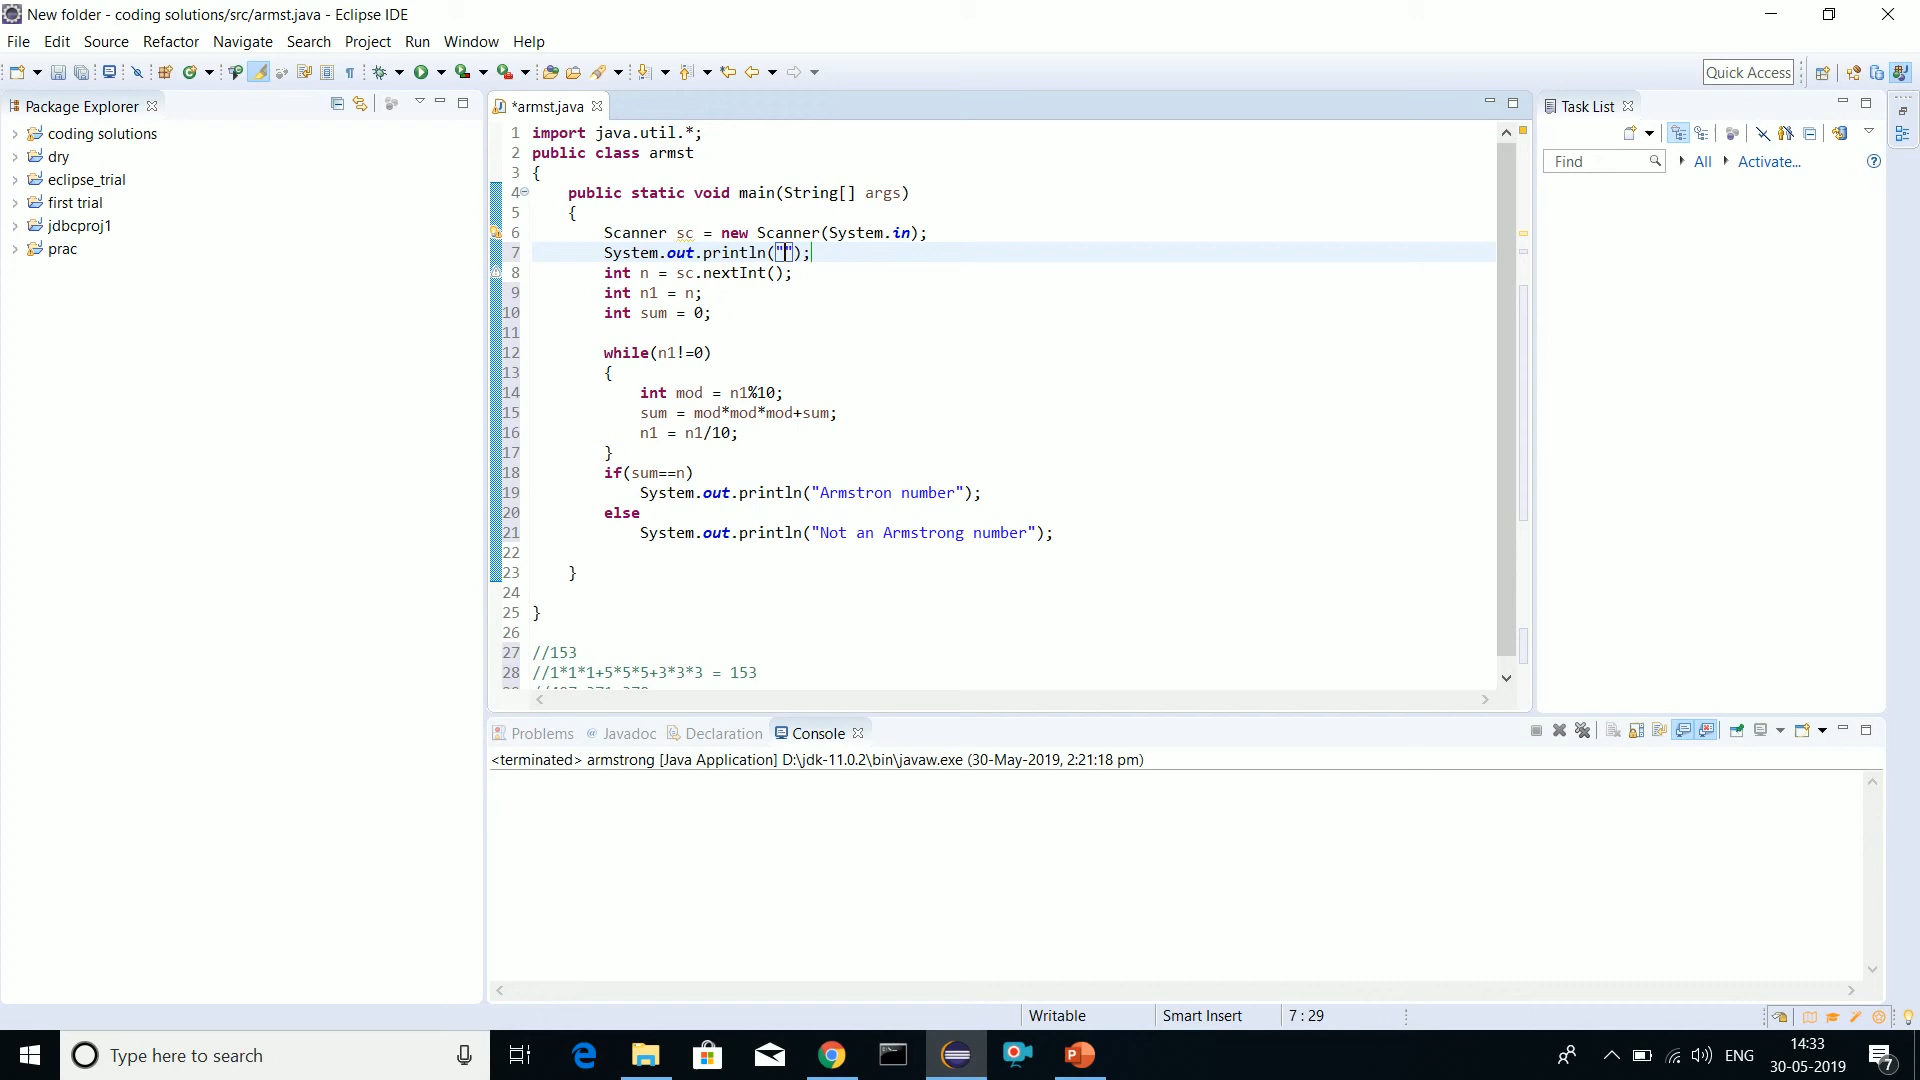 New folder - coding solutions/src/armst.java - Eclipse IDE
File Edit Source Refactor Navigate Search Project Run Window Help
Quick Access
Package Explorer
coding solutions
dry
eclipse_trial
first trial
jdbcproj1
prac
*armst.java
1 import java.util.*;
2 public class armst
3 {
4 public static void main(String[] args)
5 {
6 Scanner sc = new Scanner(System.in);
7 System.out.println("");
8 int n = sc.nextInt();
9 int n1 = n;
10 int sum = 0;
11
12 while(n1!=0)
13 {
14 int mod = n1%10;
15 sum = mod*mod*mod+sum;
16 n1 = n1/10;
17 }
18 if(sum==n)
19 System.out.println("Armstron number");
20 else
21 System.out.println("Not an Armstrong number");
22
23 }
24
25 }
26
27 //153
28 //1*1*1+5*5*5+3*3*3 = 153
Task List
Find All Activate...
Problems @ Javadoc Declaration Console
<terminated> armstrong [Java Application] D:\jdk-11.0.2\bin\javaw.exe (30-May-2019, 2:21:18 pm)
Writable Smart Insert 7 : 29
Type here to search
ENG
14:33
30-05-2019
7